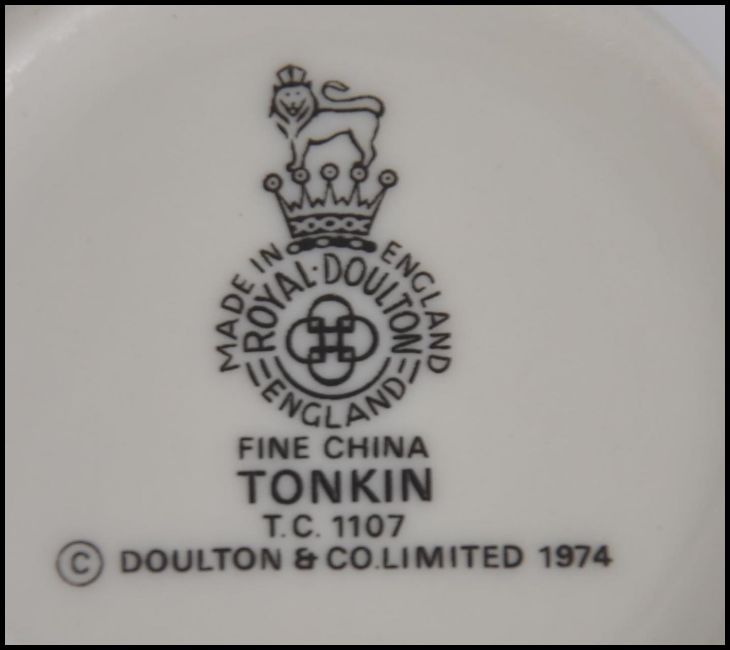 MADE IN ENGLAND
ROYAL·DOULTON
ENGLAND
FINE CHINA
TONKIN
T.C. 1107
© DOULTON & CO.LIMITED 1974